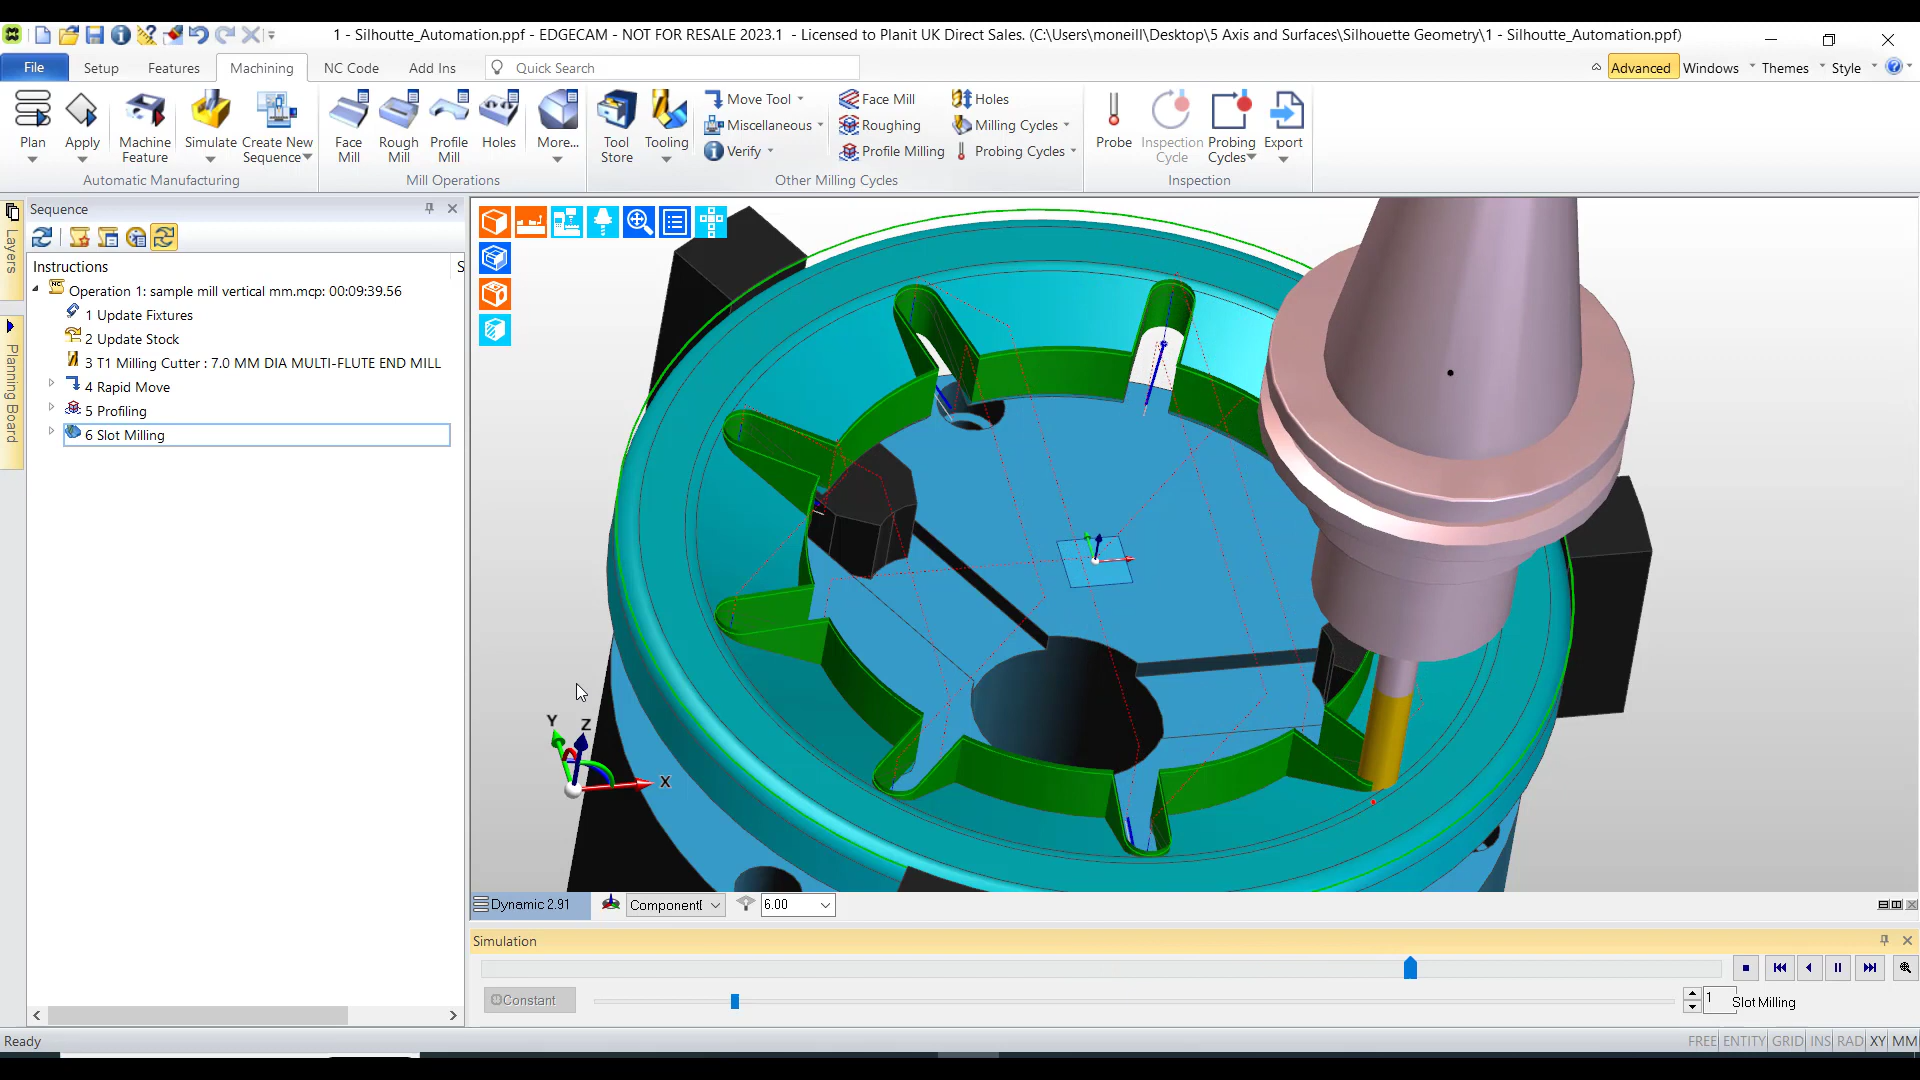 1 - Silhoutte_Automation.ppf - EDGECAM - NOT FOR RESALE 2023.1 - Licensed to Planit UK Direct Sales. (C:\Users\moneill\Desktop\5 Axis and Surfaces\Silhouette Geometry\1 - Silhoutte_Automation.ppf)
File Setup Features Machining NC Code Add Ins Quick Search Advanced Windows Themes Style
Plan
Apply
Machine Feature
Simulate
Create New Sequence
Automatic Manufacturing
Face Mill
Rough Mill
Profile Mill
Holes
More...
Mill Operations
Tool Store
Tooling
Move Tool
Miscellaneous
Verify
Face Mill
Roughing
Profile Milling
Holes
Milling Cycles
Probing Cycles
Other Milling Cycles
Probe
Inspection Cycle
Probing Cycles
Export
Inspection
Layers
Planning Board
Sequence
Instructions S
Operation 1: sample mill vertical mm.mcp: 00:09:39.56
1 Update Fixtures
2 Update Stock
3 T1 Milling Cutter : 7.0 MM DIA MULTI-FLUTE END MILL
4 Rapid Move
5 Profiling
6 Slot Milling
Y
Z
X
Dynamic 2.91 Component( 6.00
Simulation
Constant 1 Slot Milling
Ready FREE ENTITY GRID INS RAD XY MM